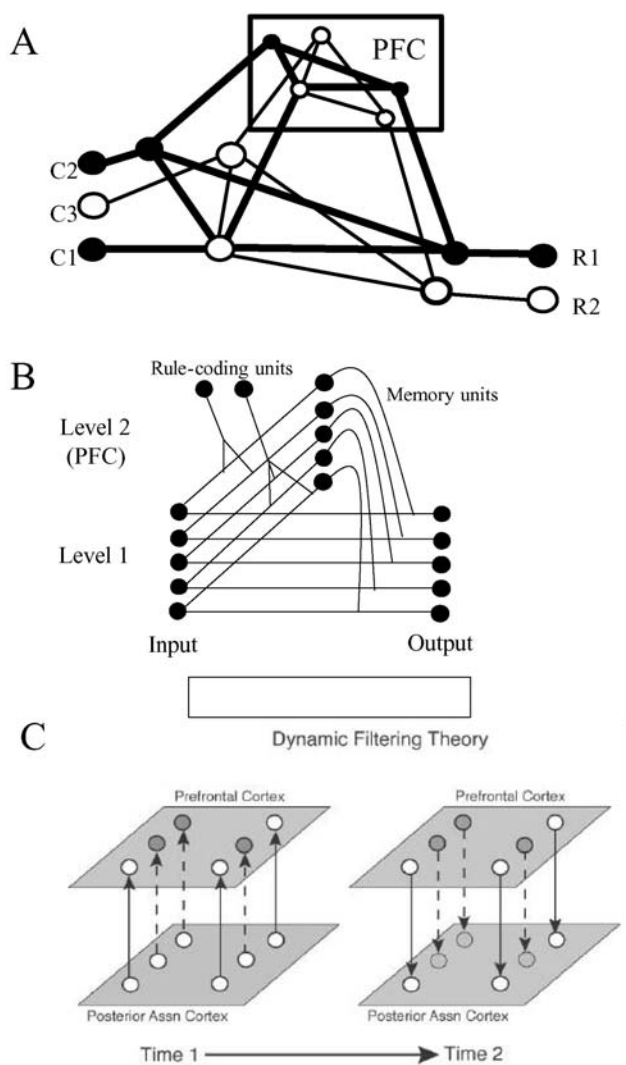 A
PFC
C2
C3
C1
R1
R2
B
Rule-coding units
Memory units
Level 2
(PFC)
Level 1
Input
Output
Dynamic Filtering Theory
C
Prefrontal Cortex
Prefrontal Cortex
Posterior Assn Cortex
Posterior Assn Cortex
Time 1
Time 2